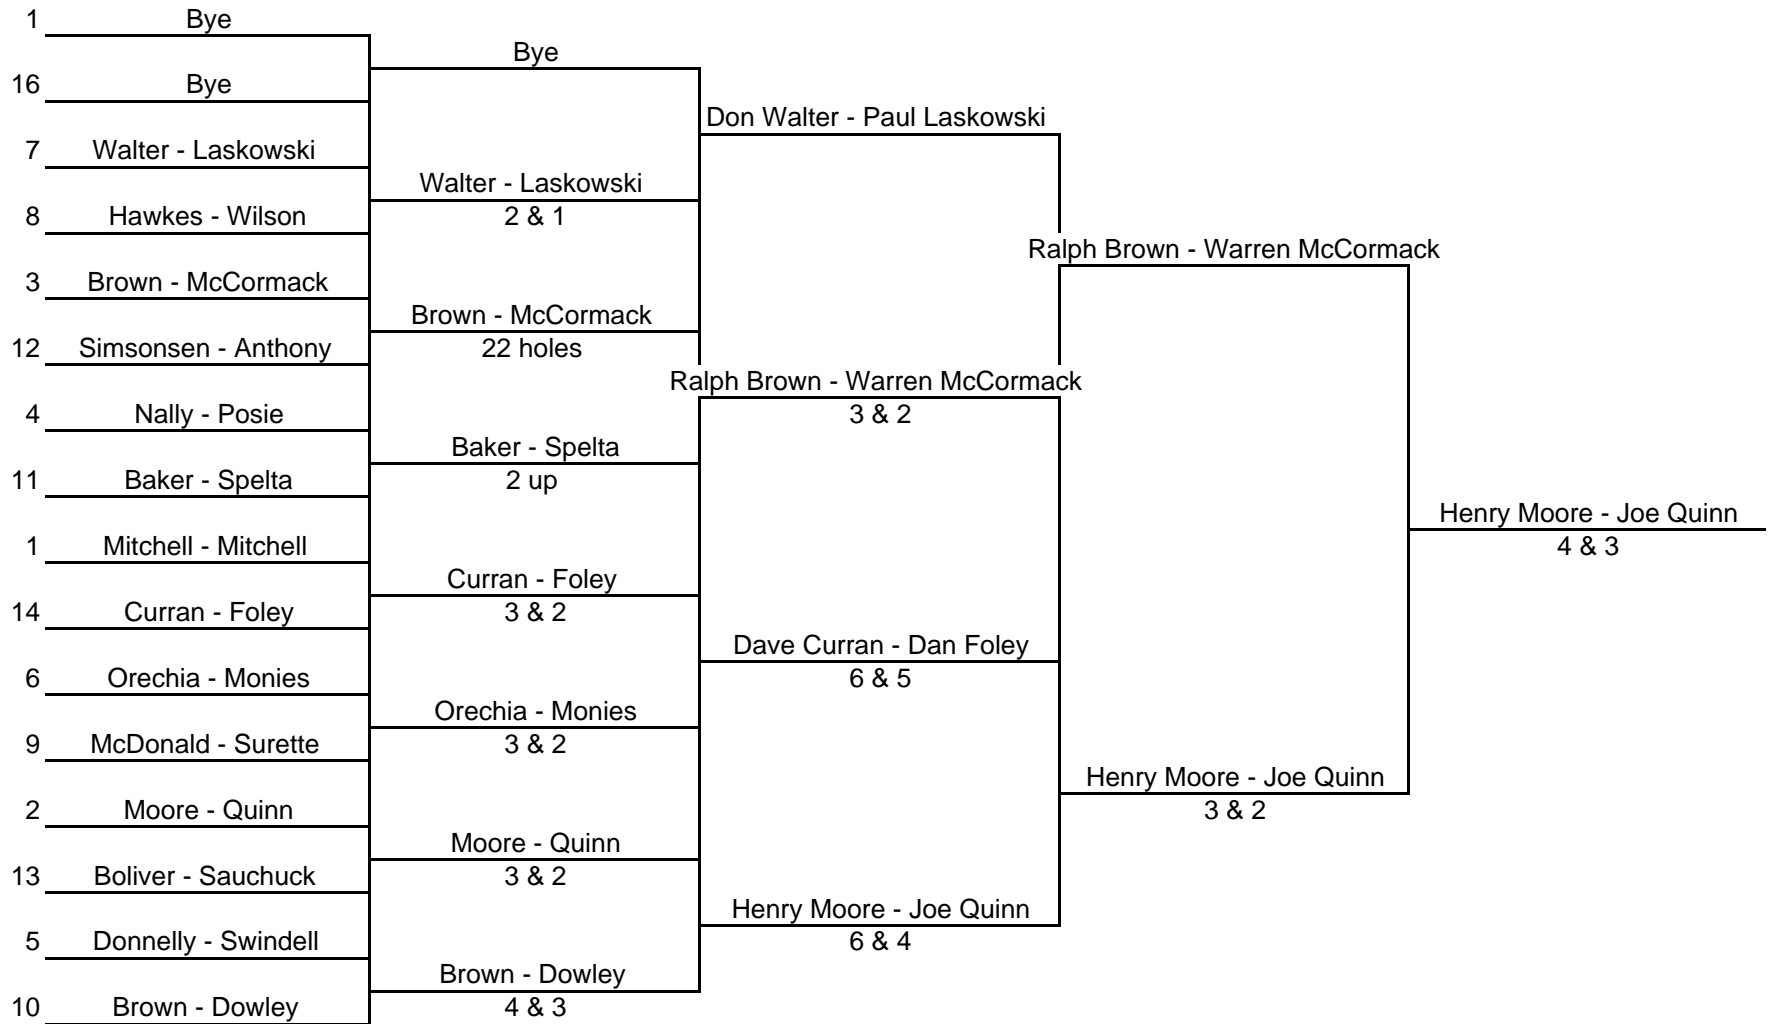 1 Bye
16 Bye
7 Walter - Laskowski
8 Hawkes - Wilson
3 Brown - McCormack
12 Simsonsen - Anthony
4 Nally - Posie
11 Baker - Spelta
1 Mitchell - Mitchell
14 Curran - Foley
6 Orechia - Monies
9 McDonald - Surette
2 Moore - Quinn
13 Boliver - Sauchuck
5 Donnelly - Swindell
10 Brown - Dowley
Bye
Walter - Laskowski
2 & 1
Brown - McCormack
22 holes
Baker - Spelta
2 up
Curran - Foley
3 & 2
Orechia - Monies
3 & 2
Moore - Quinn
3 & 2
Brown - Dowley
4 & 3
Don Walter - Paul Laskowski
Ralph Brown - Warren McCormack
3 & 2
Dave Curran - Dan Foley
6 & 5
Henry Moore - Joe Quinn
6 & 4
Ralph Brown - Warren McCormack
Henry Moore - Joe Quinn
3 & 2
Henry Moore - Joe Quinn
4 & 3